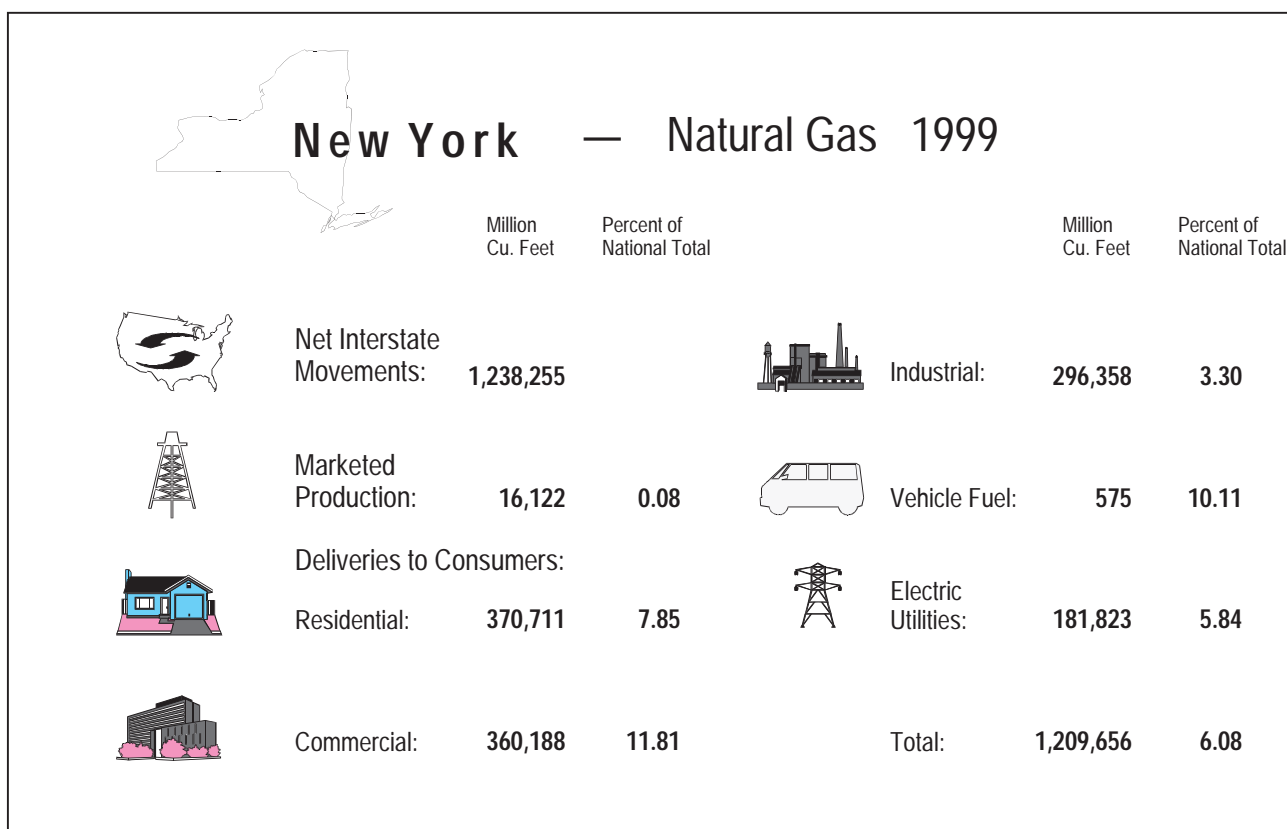 New York — Natural Gas 1999
Million Cu. Feet
Percent of National Total
Million Cu. Feet
Percent of National Total
Net Interstate
Movements: 1,238,255
Industrial: 296,358 3.30
Marketed
Production: 16,122 0.08
Vehicle Fuel: 575 10.11
Deliveries to Consumers:
Residential: 370,711 7.85
Electric
Utilities: 181,823 5.84
Commercial: 360,188 11.81
Total: 1,209,656 6.08